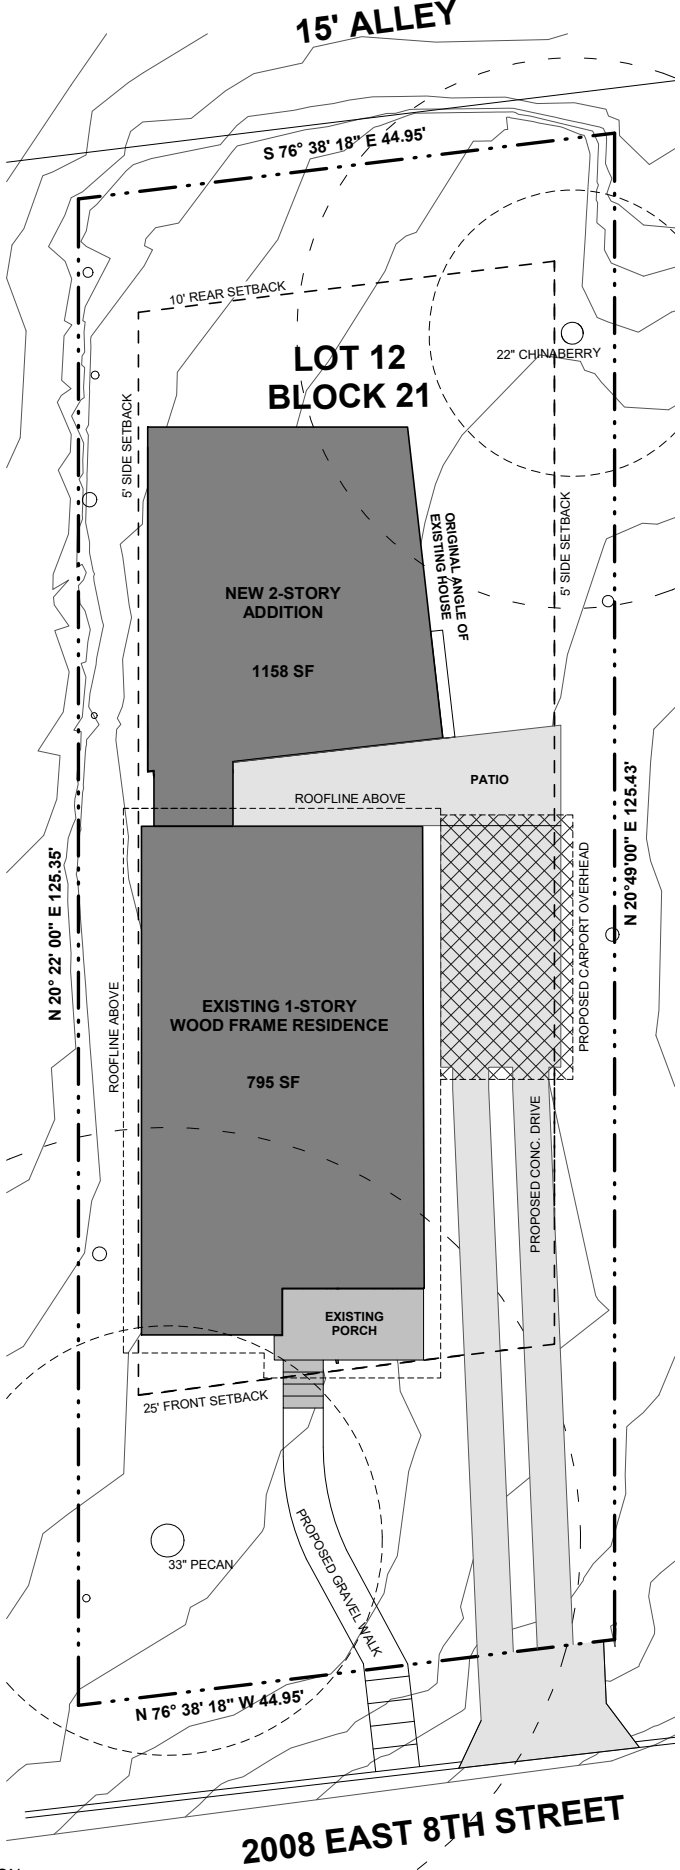 15' ALLEY
S 76° 38' 18" E 44.95'
10' REAR SETBACK
22" CHINABERRY
LOT 12
BLOCK 21
5' SIDE SETBACK
5' SIDE SETBACK
ORIGINAL ANGLE OF
EXISTING HOUSE
NEW 2-STORY
ADDITION
1158 SF
PATIO
ROOFLINE ABOVE
N 20°49'00" E 125.43'
N 20° 22' 00" E 125.35'
PROPOSED CARPORT OVERHEAD
ROOFLINE ABOVE
EXISTING 1-STORY
WOOD FRAME RESIDENCE
795 SF
PROPOSED CONC. DRIVE
EXISTING
PORCH
25' FRONT SETBACK
PROPOSED GRAVEL WALK
33" PECAN
N 76° 38' 18" W 44.95'
2008 EAST 8TH STREET